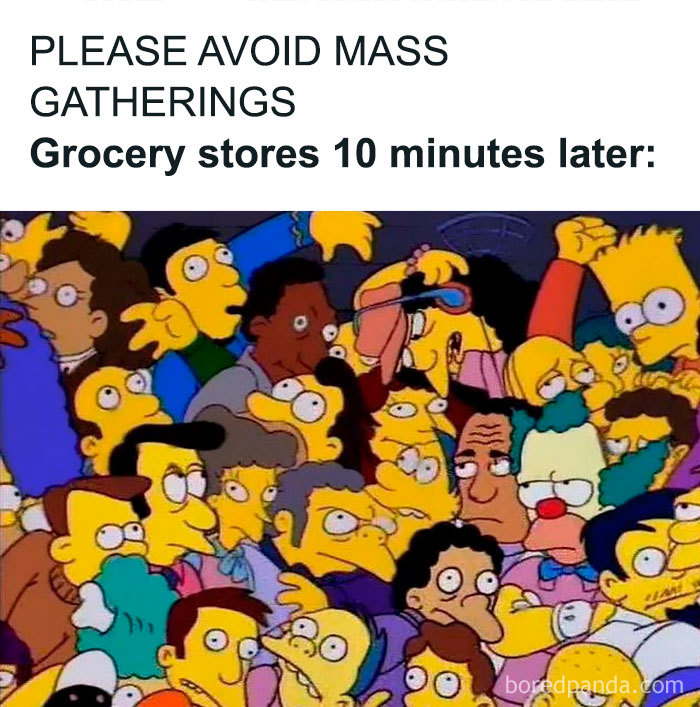 PLEASE AVOID MASS
GATHERINGS
Grocery stores 10 minutes later:
boredpanda.com